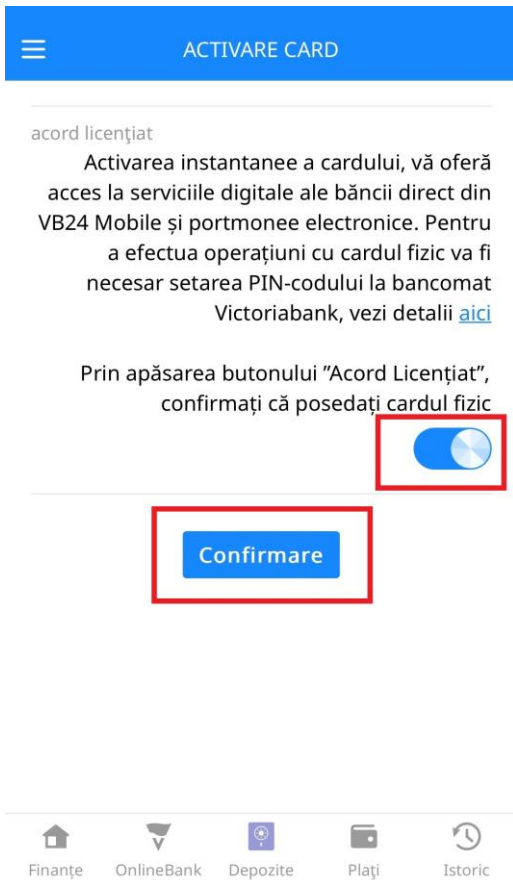 ACTIVARE CARD
acord licenţiat
Activarea instantanee a cardului, vă oferă
acces la serviciile digitale ale băncii direct din
VB24 Mobile și portmonee electronice. Pentru
a efectua operațiuni cu cardul fizic va fi
necesar setarea PIN-codului la bancomat
Victoriabank, vezi detalii aici
Prin apăsarea butonului ”Acord Licențiat”,
confirmați că posedați cardul fizic
Confirmare
Finanțe OnlineBank Depozite Plați Istoric